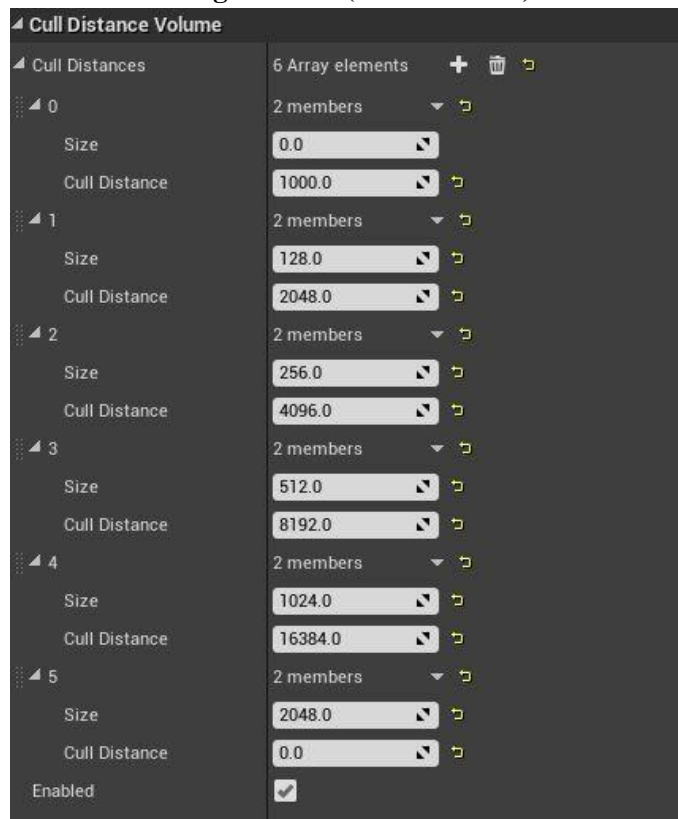 Cull Distance Volume
Cull Distances 6 Array elements
0 2 members
Size 0.0
Cull Distance 1000.0
1 2 members
Size 128.0
Cull Distance 2048.0
2 2 members
Size 256.0
Cull Distance 4096.0
3 2 members
Size 512.0
Cull Distance 8192.0
4 2 members
Size 1024.0
Cull Distance 16384.0
5 2 members
Size 2048.0
Cull Distance 0.0
Enabled